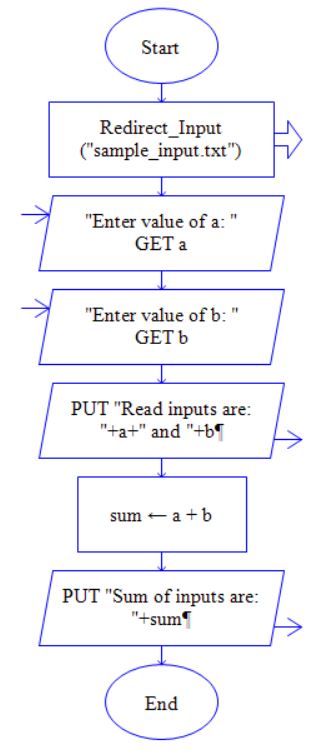 Start
Redirect_Input
("sample_input.txt")
"Enter value of a: "
GET a
"Enter value of b: "
GET b
PUT "Read inputs are:
"+a+" and "+b¶
sum ← a + b
PUT "Sum of inputs are:
"+sum¶
End